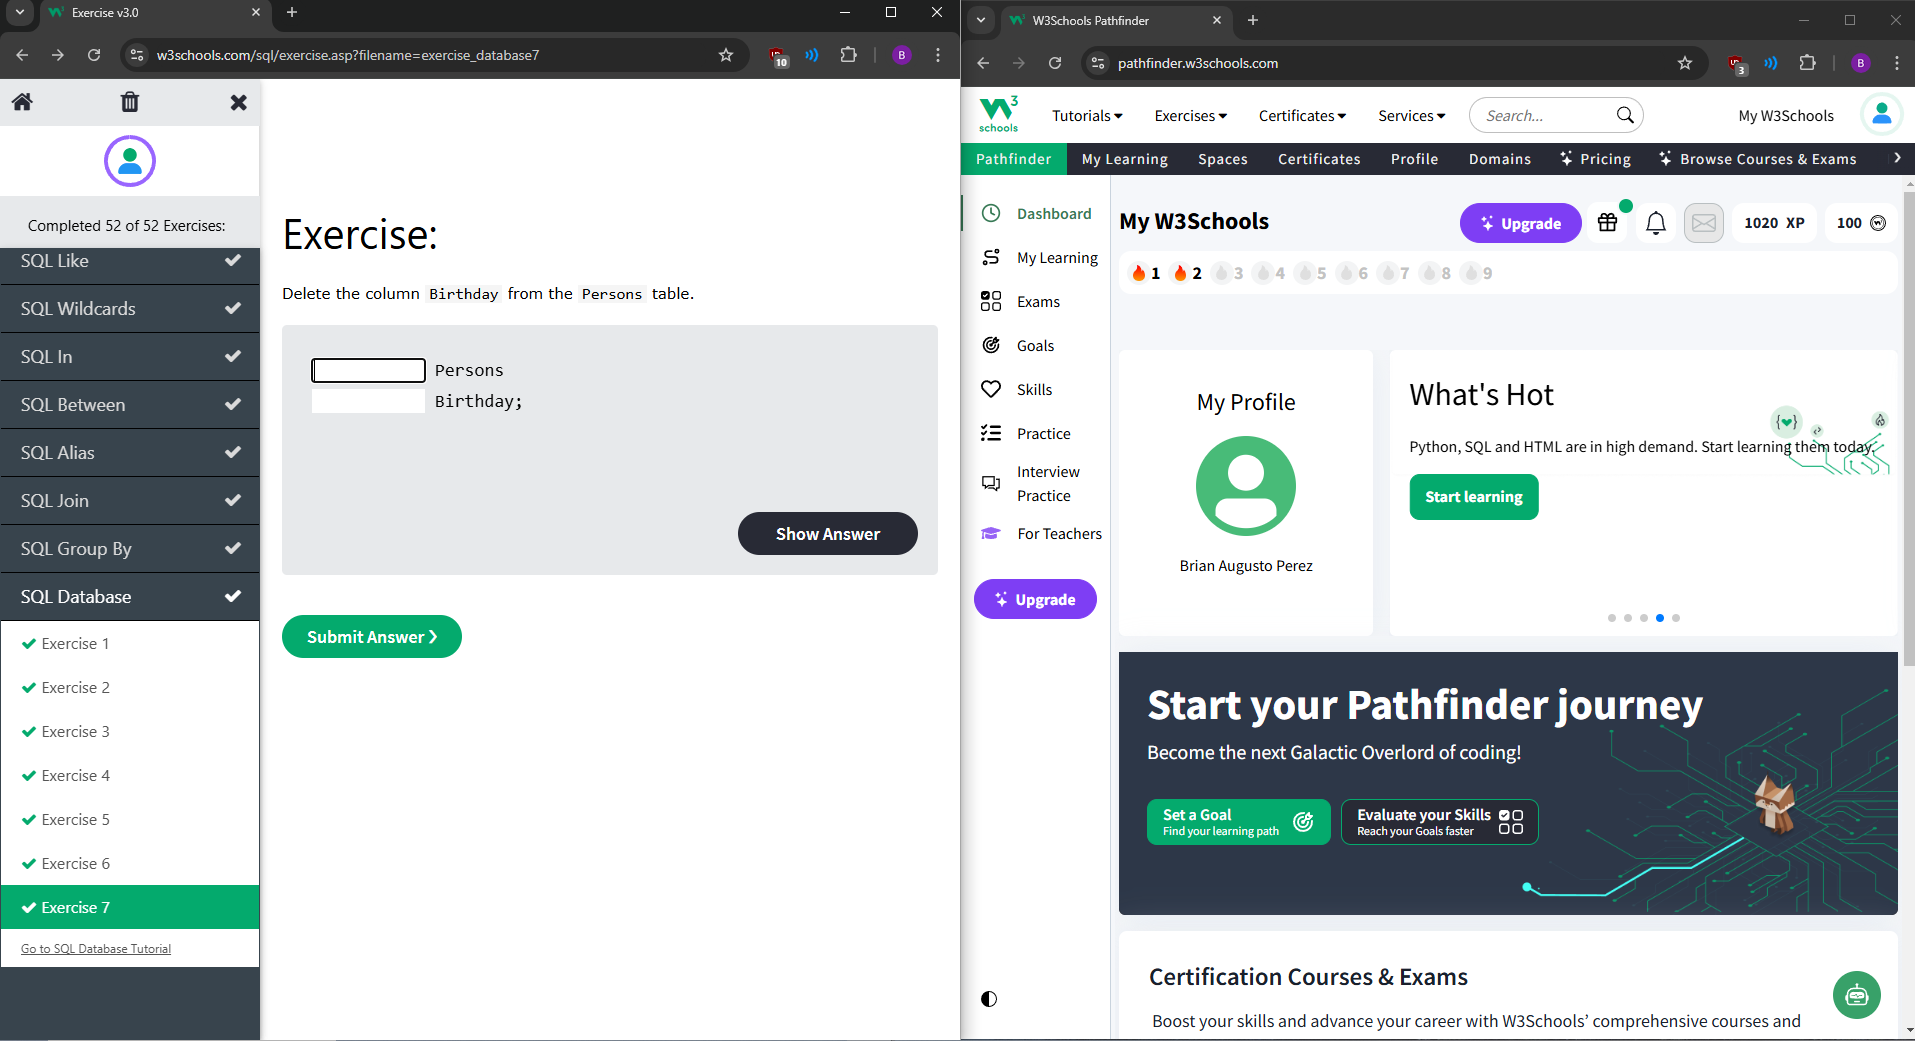 Exercise v3.0
w3schools.com/sql/exercise.asp?filename=exercise_database7
10
B
Completed 52 of 52 Exercises:
SQL Like
SQL Wildcards
SQL In
SQL Between
SQL Alias
SQL Join
SQL Group By
SQL Database
Exercise 1
Exercise 2
Exercise 3
Exercise 4
Exercise 5
Exercise 6
Exercise 7
Go to SQL Database Tutorial
Exercise:
Delete the column Birthday from the Persons table.
Persons
Birthday;
Show Answer
Submit Answer ❯
W3Schools Pathfinder
pathfinder.w3schools.com
3
B
W3 schools
Tutorials
Exercises
Certificates
Services
Search...
My W3Schools
Pathfinder
My Learning
Spaces
Certificates
Profile
Domains
Pricing
Browse Courses & Exams
Dashboard
My Learning
Exams
Goals
Skills
Practice
Interview
Practice
For Teachers
Upgrade
My W3Schools
Upgrade
1020 XP
100
1 2 3 4 5 6 7 8 9
My Profile
Brian Augusto Perez
What's Hot
Python, SQL and HTML are in high demand. Start learning them today.
Start learning
Start your Pathfinder journey
Become the next Galactic Overlord of coding!
Set a Goal
Find your learning path
Evaluate your Skills
Reach your Goals faster
Certification Courses & Exams
Boost your skills and advance your career with W3Schools’ comprehensive courses and